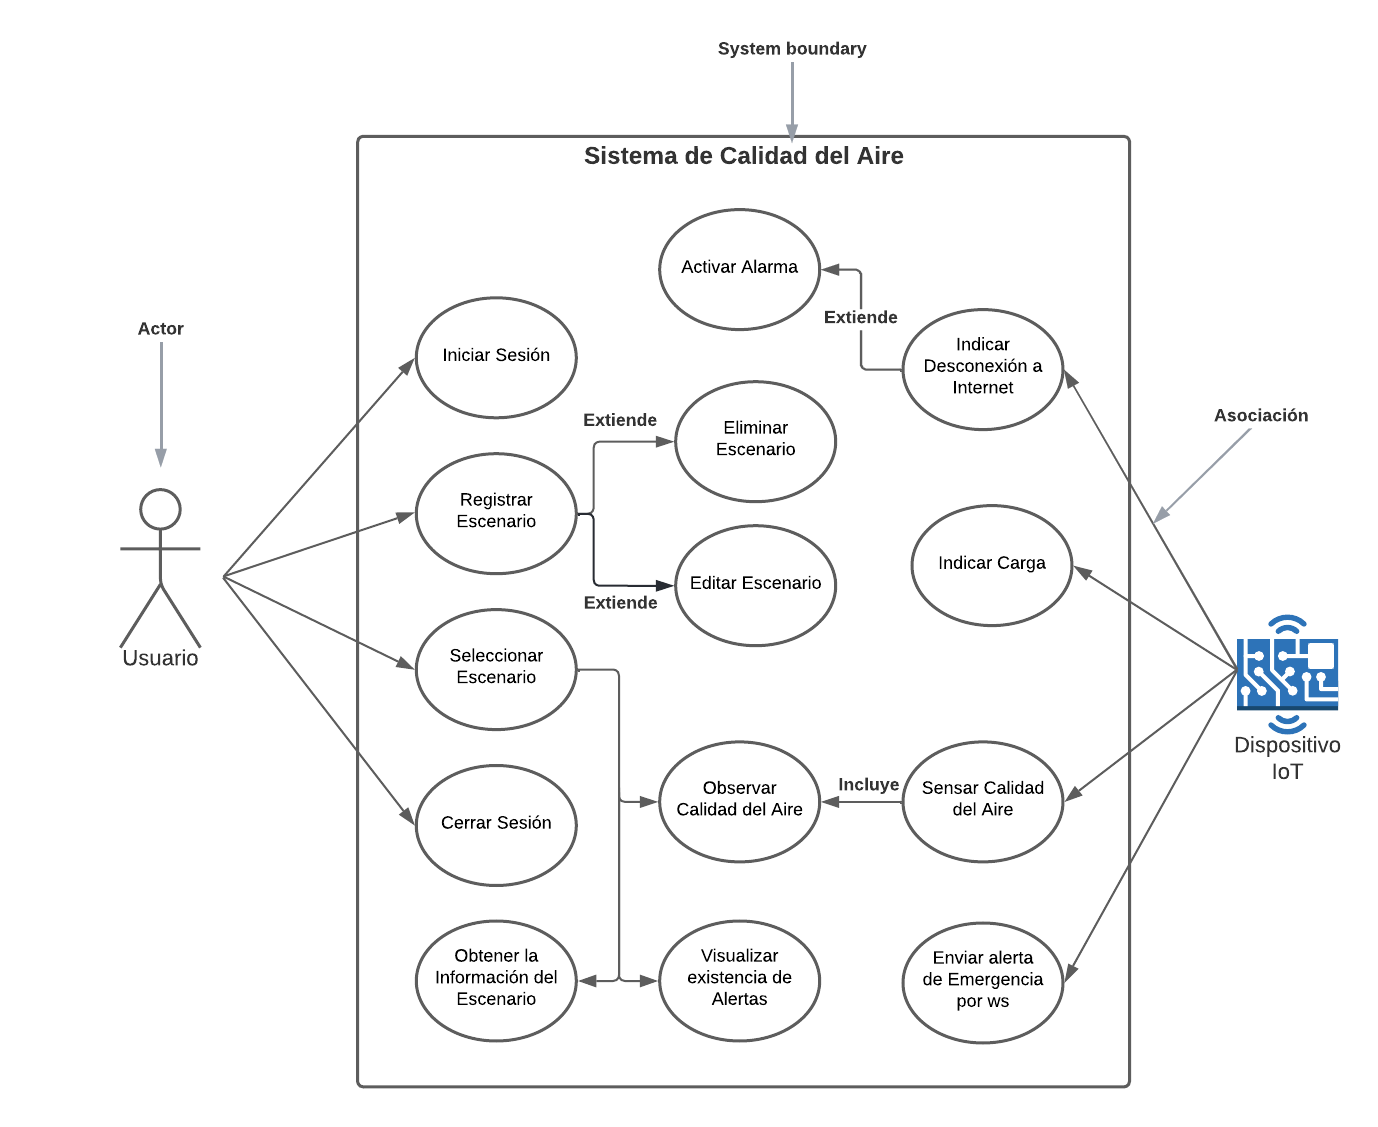 System boundary
Sistema de Calidad del Aire
Activar Alarma
Extiende
Indicar
Desconexión a
Internet
Actor
Iniciar Sesión
Asociación
Extiende
Eliminar
Escenario
Registrar
Escenario
Editar Escenario
Extiende
Indicar Carga
Usuario
Seleccionar
Escenario
Dispositivo
IoT
Observar
Calidad del Aire
Incluye
Sensar Calidad
del Aire
Cerrar Sesión
Obtener la
Información del
Escenario
Visualizar
existencia de
Alertas
Enviar alerta
de Emergencia
por ws